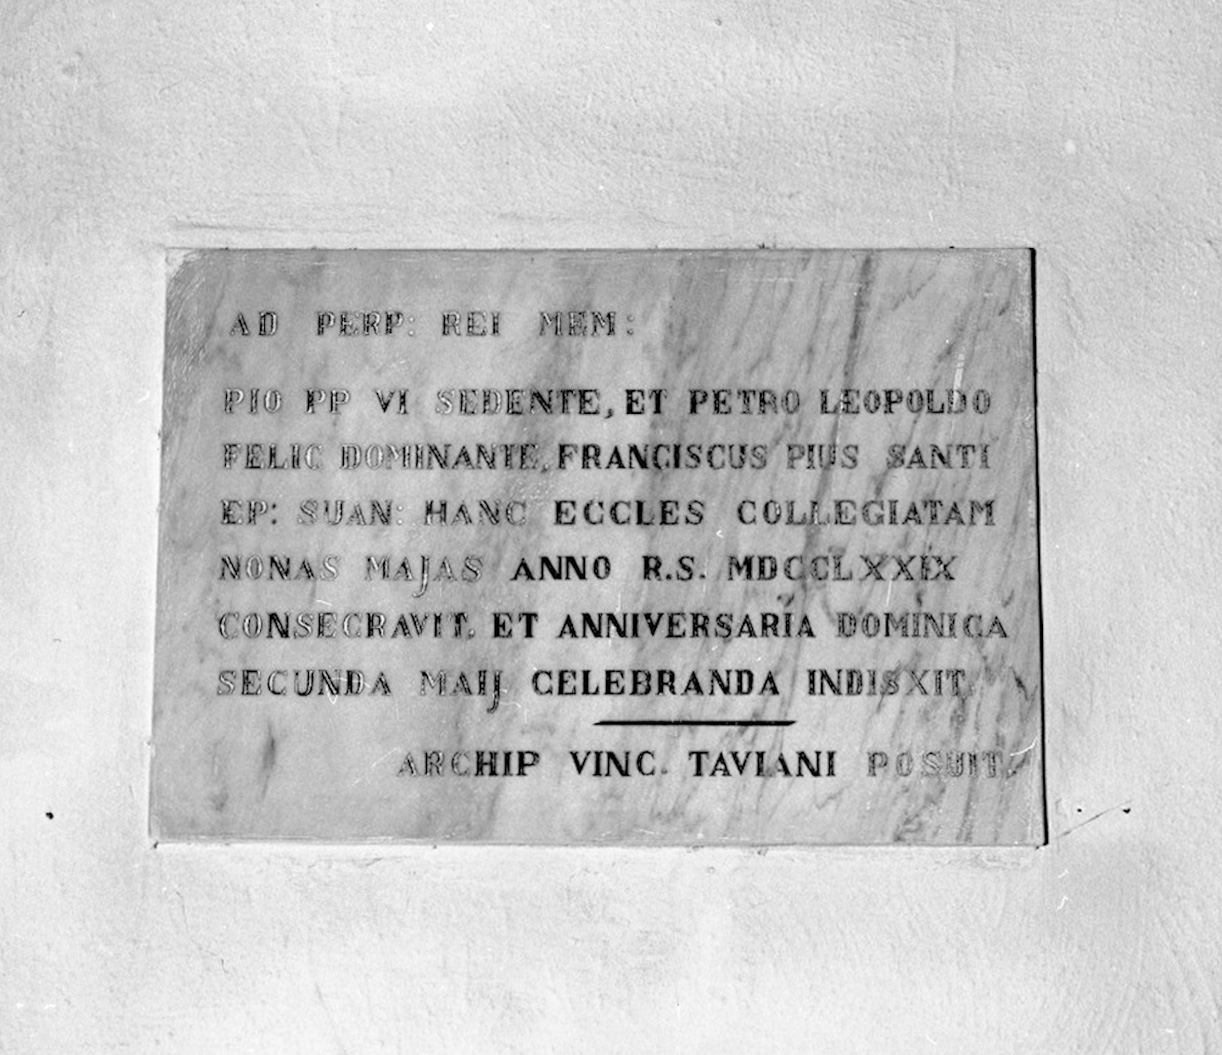 AD PERP: REI MEM:
PIO PP VI SEDENTE, ET PETRO LEOPOLDO
FELIC DOMINANTE, FRANCISCUS PIUS SANTI
EP: SUAN: HANC ECCLES COLLEGIATAM
NONAS MAJAS ANNO R.S. MDCCLXXIX
CONSECRAVIT. ET ANNIVERSARIA DOMINICA
SECUNDA MAIJ CELEBRANDA INDISXIT.
ARCHIP VINC. TAVIANI POSUIT.